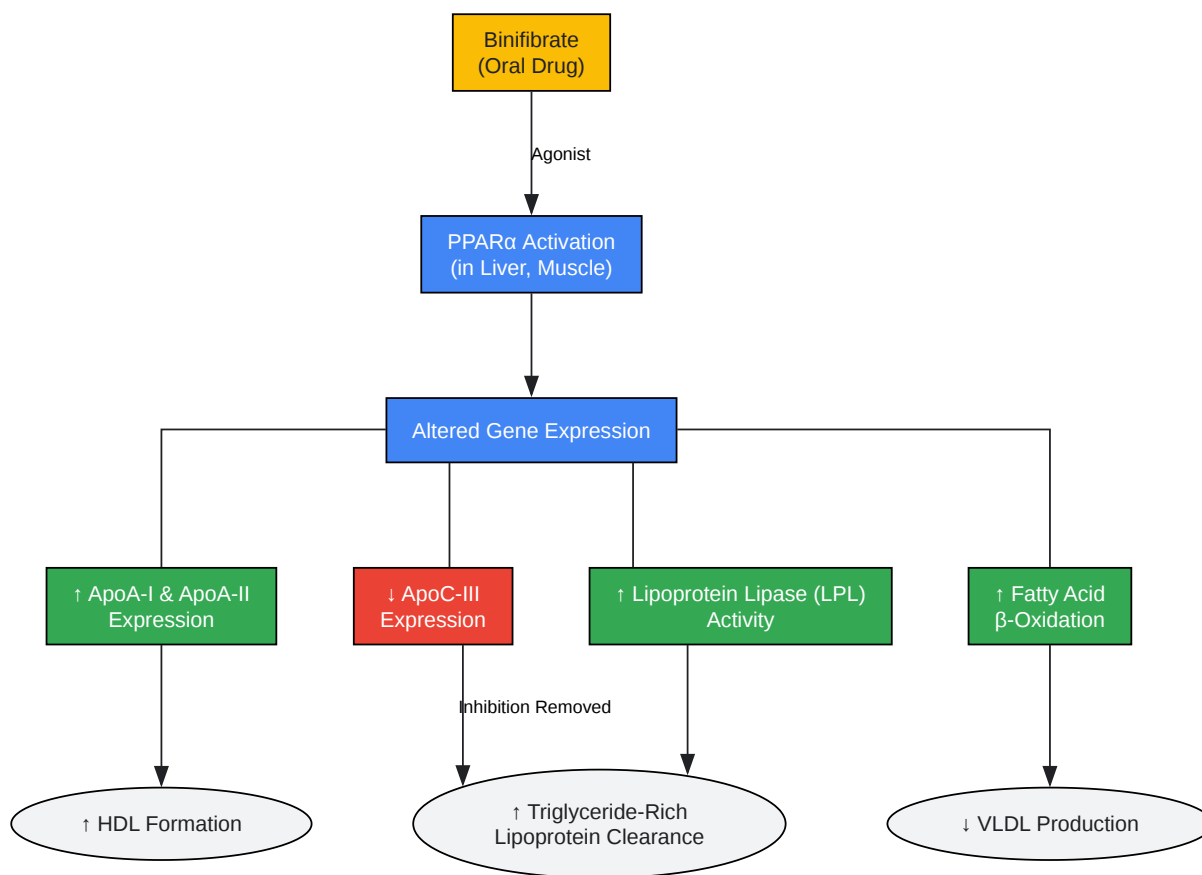 Binifibrate
(Oral Drug)
Agonist
PPARα Activation
(in Liver, Muscle)
Altered Gene Expression
↑ ApoA-I & ApoA-II
Expression
↓ ApoC-III
Expression
↑ Lipoprotein Lipase (LPL)
Activity
↑ Fatty Acid
β-Oxidation
Inhibition Removed
↑ HDL Formation
↑ Triglyceride-Rich
Lipoprotein Clearance
↓ VLDL Production